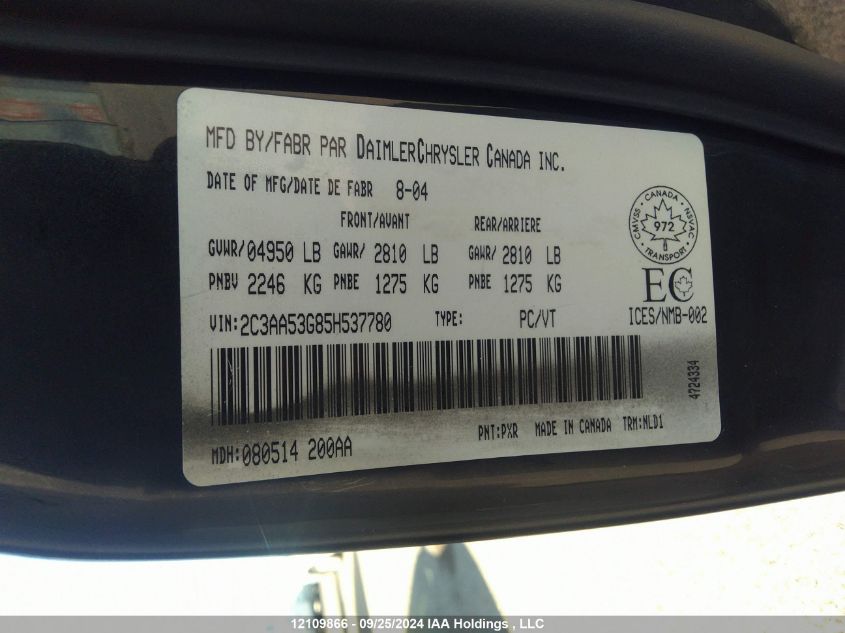 MFD BY/FABR PAR DAIMLERCHRYSLER CANADA INC.
DATE OF MFG/DATE DE FABR 8-04
FRONT/AVANT REAR/ARRIERE
GVWR/04950 LB GAWR/ 2810 LB GAWR/ 2810 LB
PNBV 2246 KG PNBE 1275 KG PNBE 1275 KG
VIN:2C3AA53G85H537780 TYPE: PC/VT
CANADA
CMVSS NSVAC
972
TRANSPORT
EC
ICES/NMB-002
4724334
PNT:PXR MADE IN CANADA TRM:NLD1
MDH:080514 200AA
12109866 - 09/25/2024 IAA Holdings , LLC